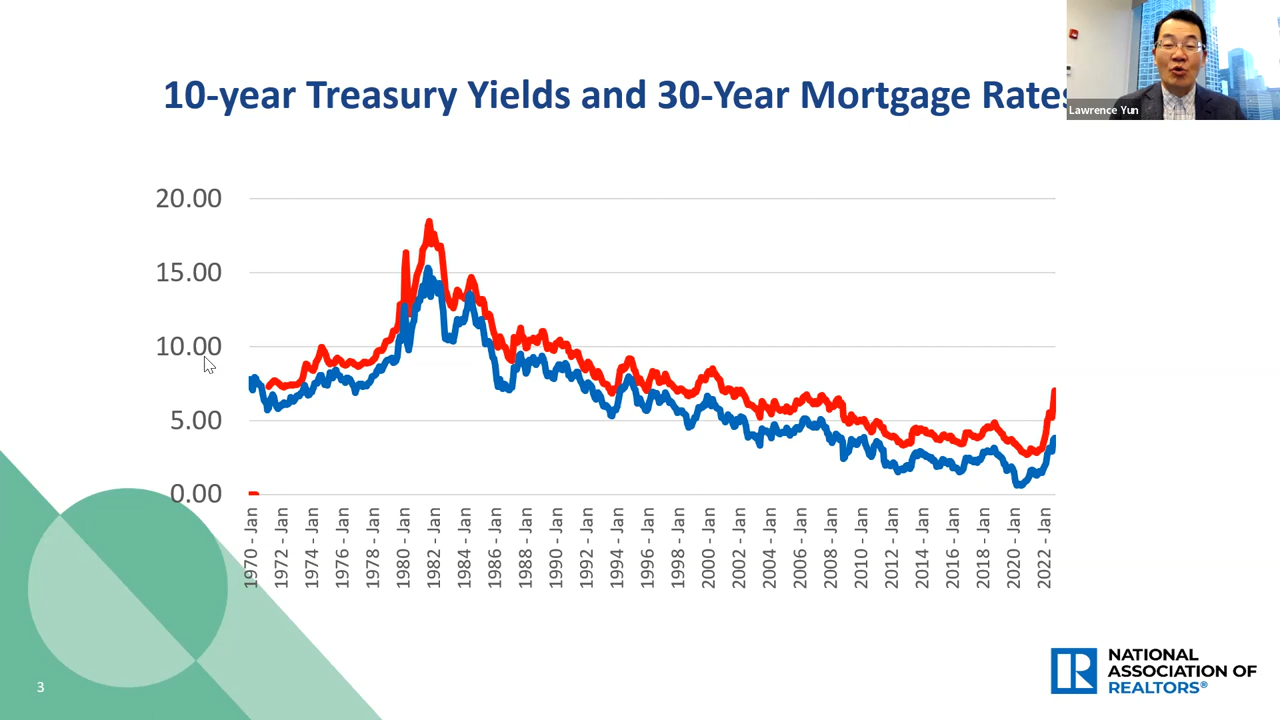 10-year Treasury Yields and 30-Year Mortgage Rates
Lawrence Yun
20.00
15.00
10.00
5.00
0.00
1970 - Jan
1972 - Jan
1974 - Jan
1976 - Jan
1978 - Jan
1980 - Jan
1982 - Jan
1984 - Jan
1986 - Jan
1988 - Jan
1990 - Jan
1992 - Jan
1994 - Jan
1996 - Jan
1998 - Jan
2000 - Jan
2002 - Jan
2004 - Jan
2006 - Jan
2008 - Jan
2010 - Jan
2012 - Jan
2014 - Jan
2016 - Jan
2018 - Jan
2020 - Jan
2022 - Jan
3
NATIONAL
ASSOCIATION OF
REALTORS®